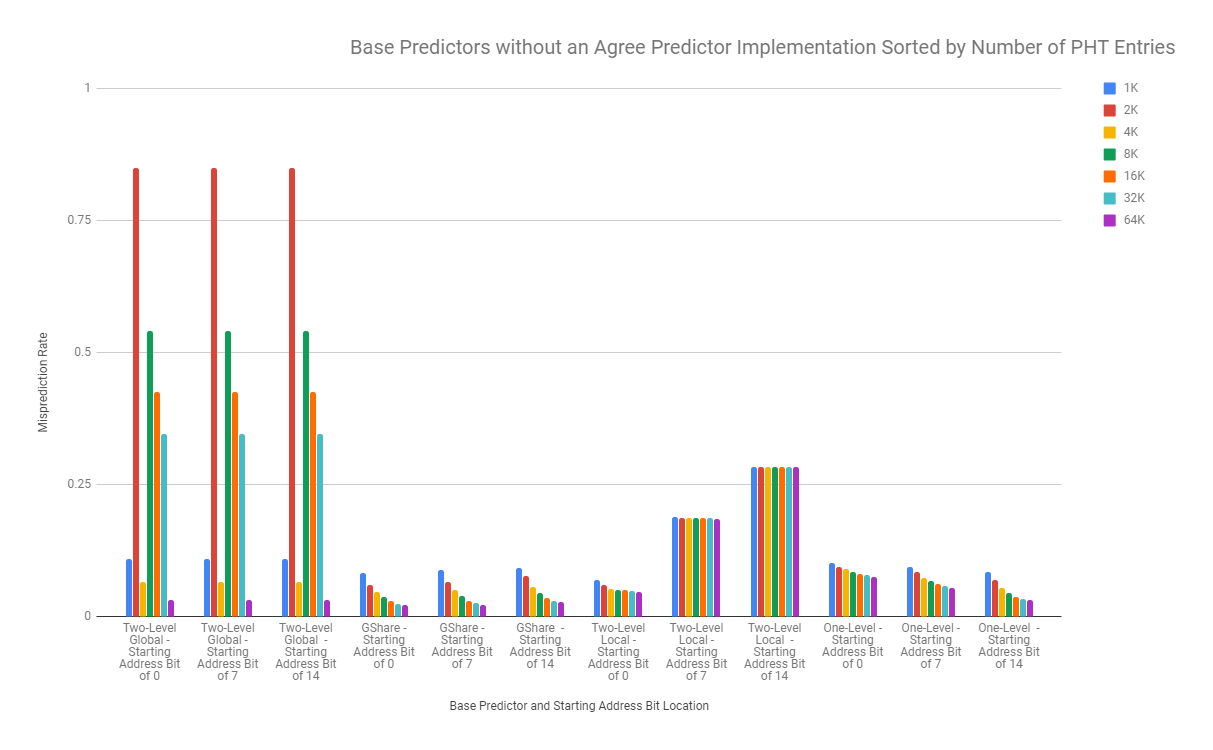 Base Predictors without an Agree Predictor Implementation Sorted by Number of PHT Entries
1
0.75
0.5
0.25
0
Misprediction Rate
1K
2K
4K
8K
16K
32K
64K
Two-Level
Global -
Starting
Address Bit
of 0
Two-Level
Global -
Starting
Address Bit
of 7
Two-Level
Global -
Starting
Address Bit
of 14
GShare -
Starting
Address Bit
of 0
GShare -
Starting
Address Bit
of 7
GShare -
Starting
Address Bit
of 14
Two-Level
Local -
Starting
Address Bit
of 0
Two-Level
Local -
Starting
Address Bit
of 7
Two-Level
Local -
Starting
Address Bit
of 14
One-Level -
Starting
Address Bit
of 0
One-Level -
Starting
Address Bit
of 7
One-Level -
Starting
Address Bit
of 14
Base Predictor and Starting Address Bit Location